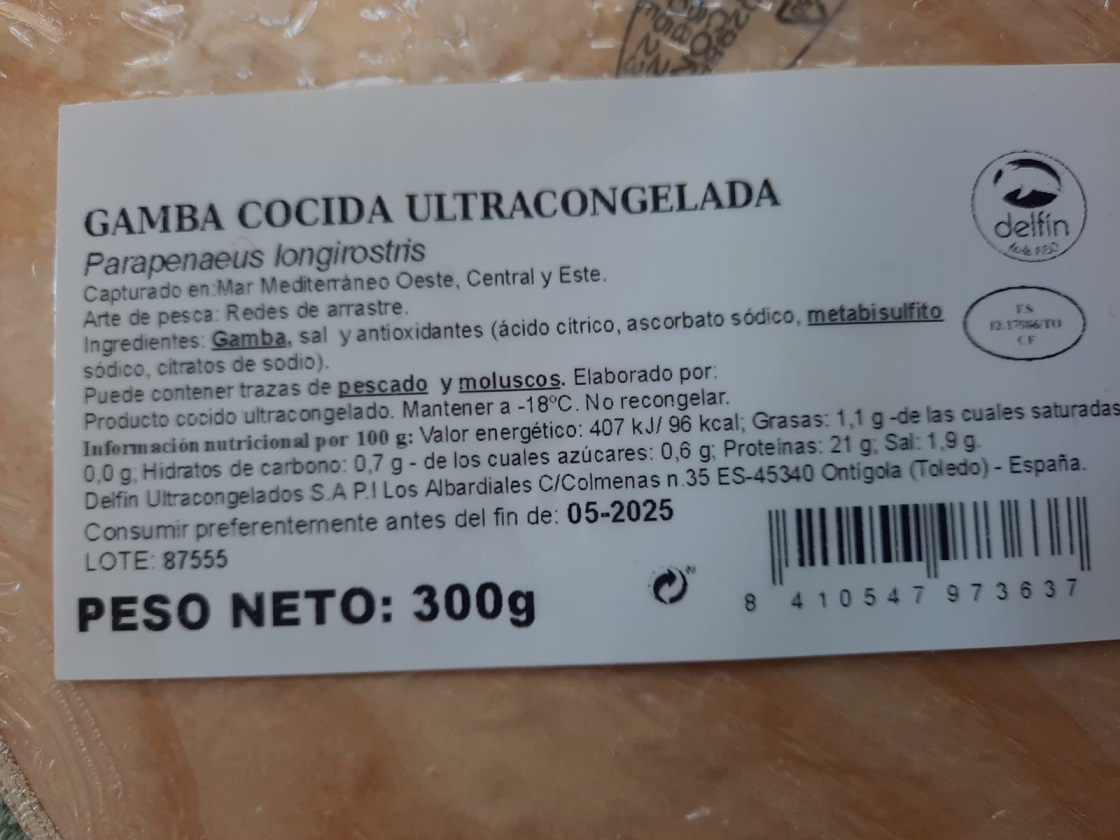 GAMBA COCIDA ULTRACONGELADA
Parapenaeus longirostris
Capturado en:Mar Mediterráneo Oeste, Central y Este.
Arte de pesca: Redes de arrastre.
Ingredientes: Gamba, sal y antioxidantes (ácido cítrico, ascorbato sódico, metabisulfito
sódico, citratos de sodio).
Puede contener trazas de pescado y moluscos. Elaborado por:
Producto cocido ultracongelado. Mantener a -18ºC. No recongelar.
Información nutricional por 100 g: Valor energético: 407 kJ/ 96 kcal; Grasas: 1,1 g -de las cuales saturadas
0,0 g; Hidratos de carbono: 0,7 g - de los cuales azúcares: 0,6 g; Proteínas: 21 g; Sal: 1,9 g.
Delfín Ultracongelados S.A P.I Los Albardiales C/Colmenas n.35 ES-45340 Ontígola (Toledo) - España.
Consumir preferentemente antes del fin de: 05-2025
LOTE: 87555
PESO NETO: 300g
delfín
ES
12.17586/TO
CE
8 410547 973637